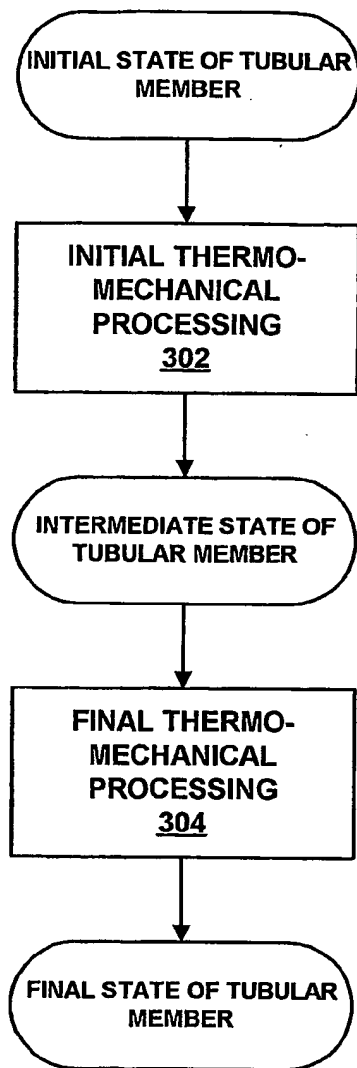 INITIAL STATE OF TUBULAR
MEMBER
INITIAL THERMO-
MECHANICAL
PROCESSING
302
INTERMEDIATE STATE OF
TUBULAR MEMBER
FINAL THERMO-
MECHANICAL
PROCESSING
304
FINAL STATE OF TUBULAR
MEMBER